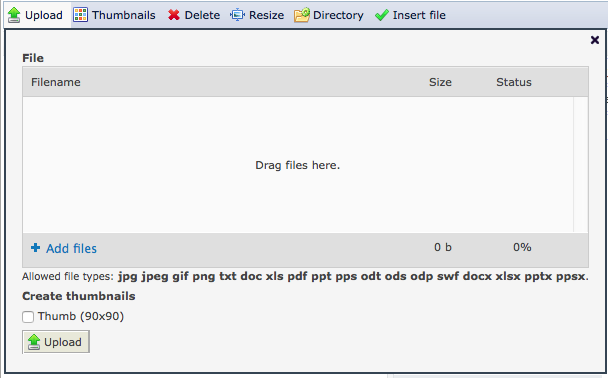 Upload Thumbnails Delete Resize Directory Insert file
File
Filename Size Status
Drag files here.
Add files 0 b 0%
Allowed file types: jpg jpeg gif png txt doc xls pdf ppt pps odt ods odp swf docx xlsx pptx ppsx.
Create thumbnails
Thumb (90x90)
Upload